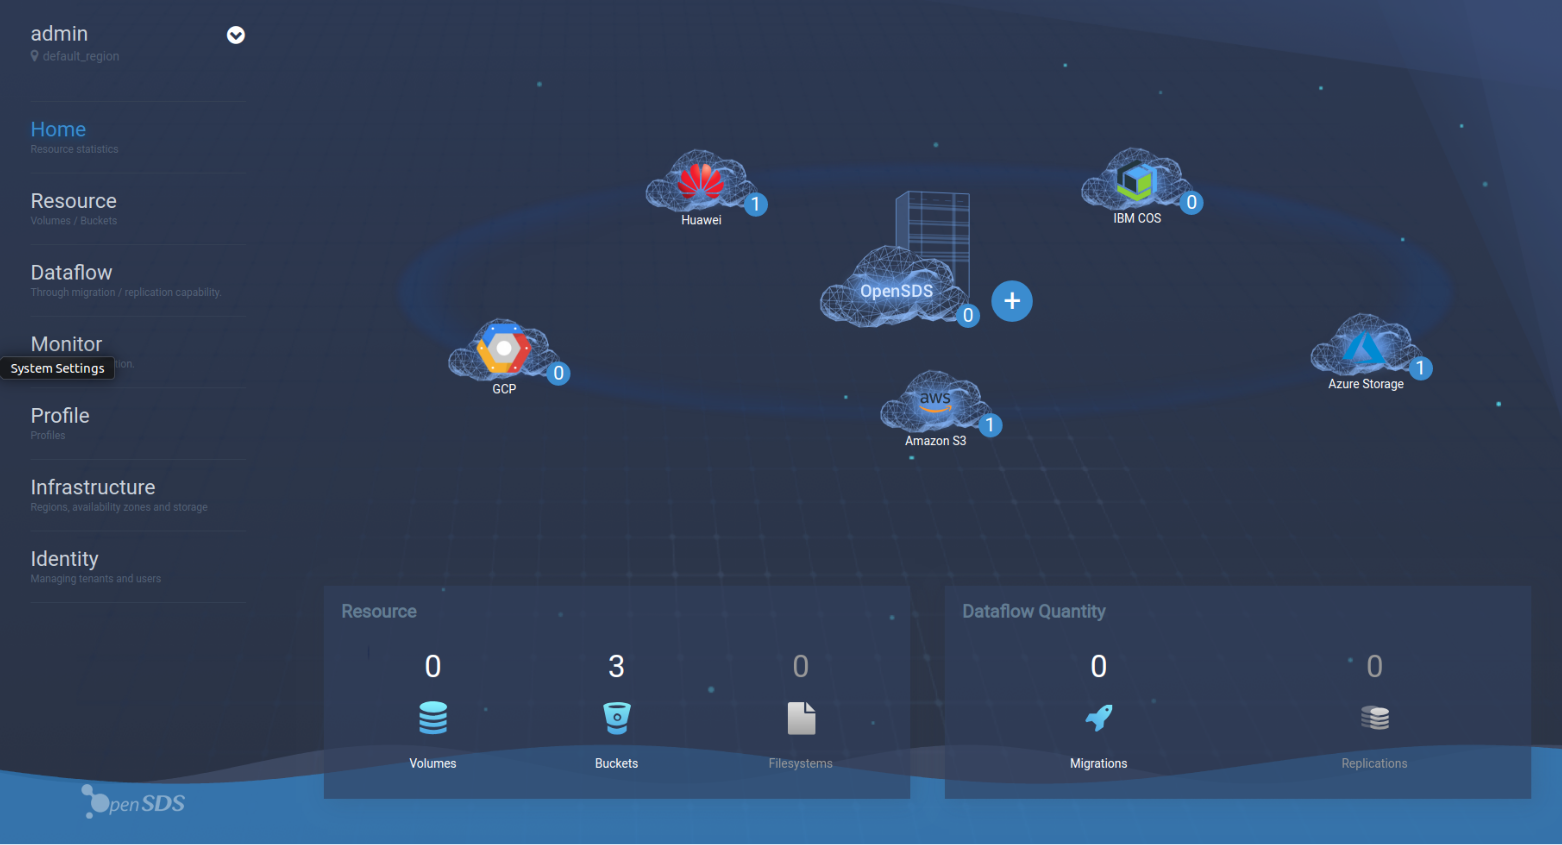 admin
default_region
Home
Resource statistics
Resource
Volumes / Buckets
Dataflow
Through migration / replication capability.
Monitor
System Settings
Profile
Profiles
Infrastructure
Regions, availability zones and storage
Identity
Managing tenants and users
OpenSDS
Huawei
1
IBM COS
0
OpenSDS
0
+
GCP
0
aws
Amazon S3
1
Azure Storage
1
Resource
0
3
0
Volumes
Buckets
Filesystems
Dataflow Quantity
0
0
Migrations
Replications